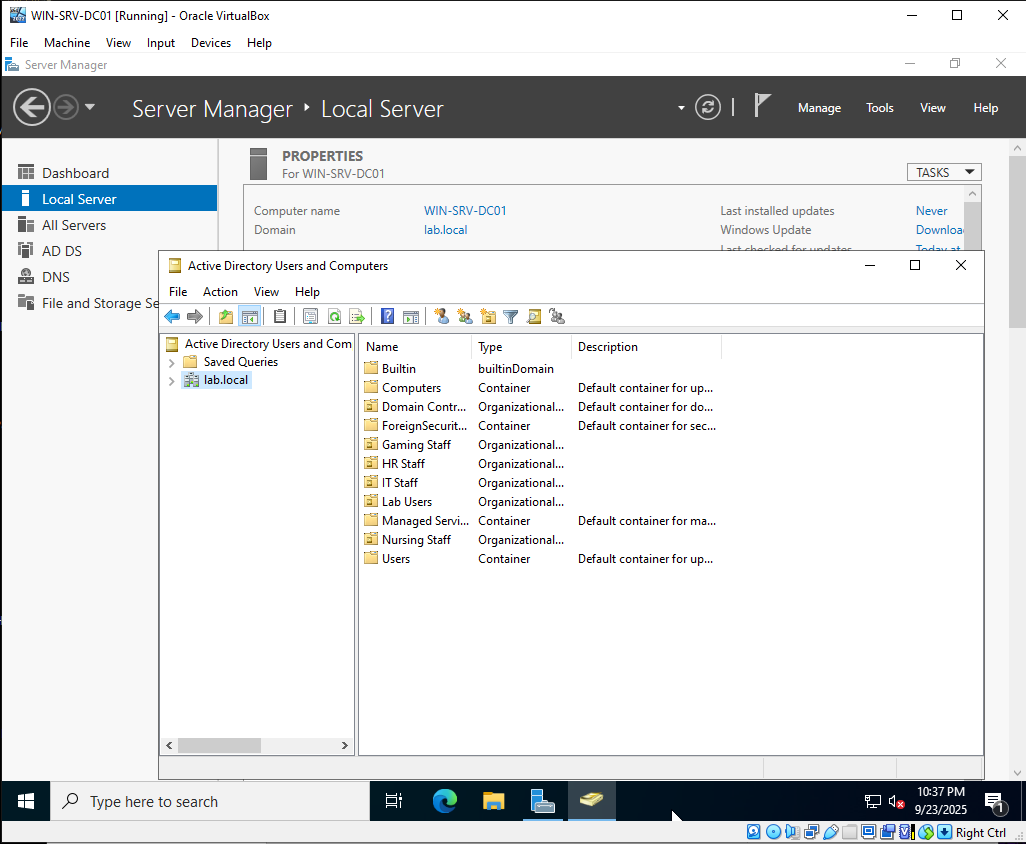 WIN-SRV-DC01 [Running] - Oracle VirtualBox
File Machine View Input Devices Help
Server Manager
Server Manager Local Server
Manage Tools View Help
Dashboard
Local Server
All Servers
AD DS
DNS
File and Storage Se
PROPERTIES
For WIN-SRV-DC01
TASKS
Computer name WIN-SRV-DC01 Last installed updates Never
Domain lab.local Windows Update Downloa
Last checked for updates Today at
Active Directory Users and Computers
File Action View Help
Active Directory Users and Com
Saved Queries
lab.local
Name Type Description
Builtin builtinDomain
Computers Container Default container for up...
Domain Contr... Organizational... Default container for do...
ForeignSecurit... Container Default container for sec...
Gaming Staff Organizational...
HR Staff Organizational...
IT Staff Organizational...
Lab Users Organizational...
Managed Servi... Container Default container for ma...
Nursing Staff Organizational...
Users Container Default container for up...
Type here to search
10:37 PM
9/23/2025
1
Right Ctrl